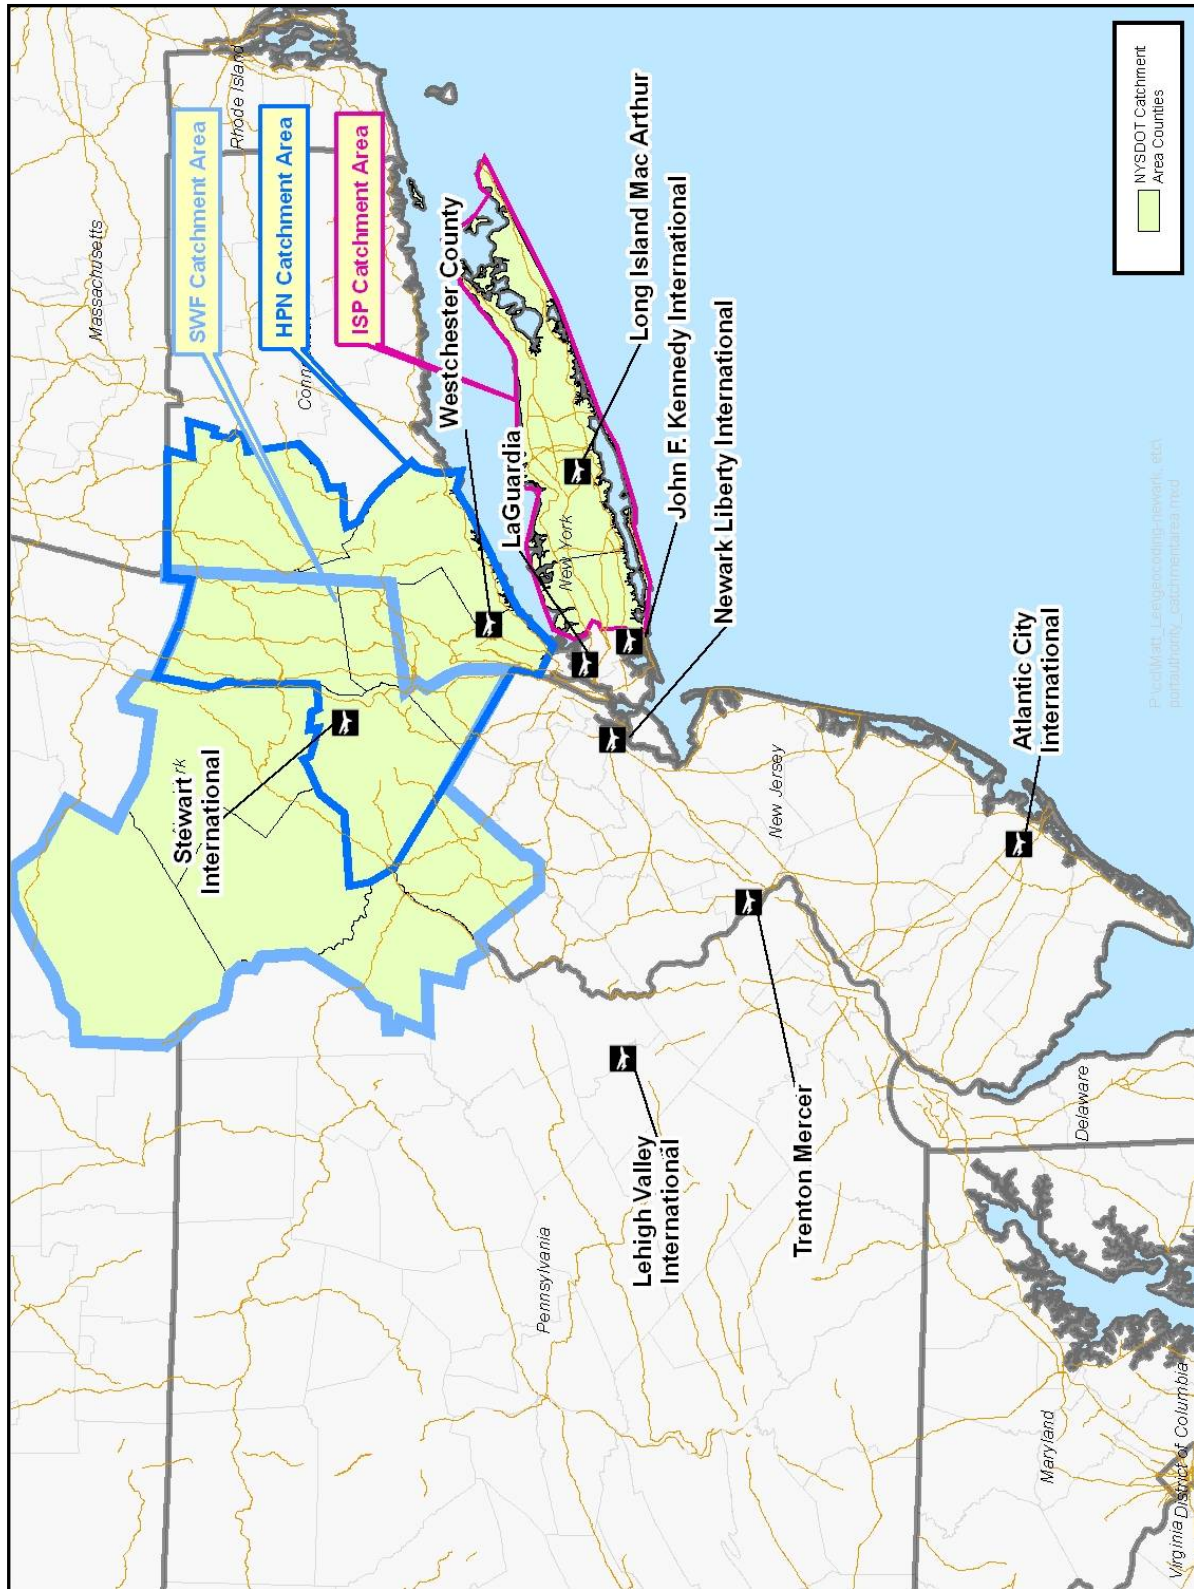 Massachusetts
Rhode Island
SWF Catchment Area
HPN Catchment Area
ISP Catchment Area
Westchester County
LaGuardia
New York
Long Island Mac Arthur
John F. Kennedy International
Newark Liberty International
Stewart
International
rk
Lehigh Valley
International
Pennsylvania
Trenton Mercer
New Jersey
Atlantic City
International
Delaware
Maryland
Virginia
District of Columbia
NYSDOT Catchment
Area Counties